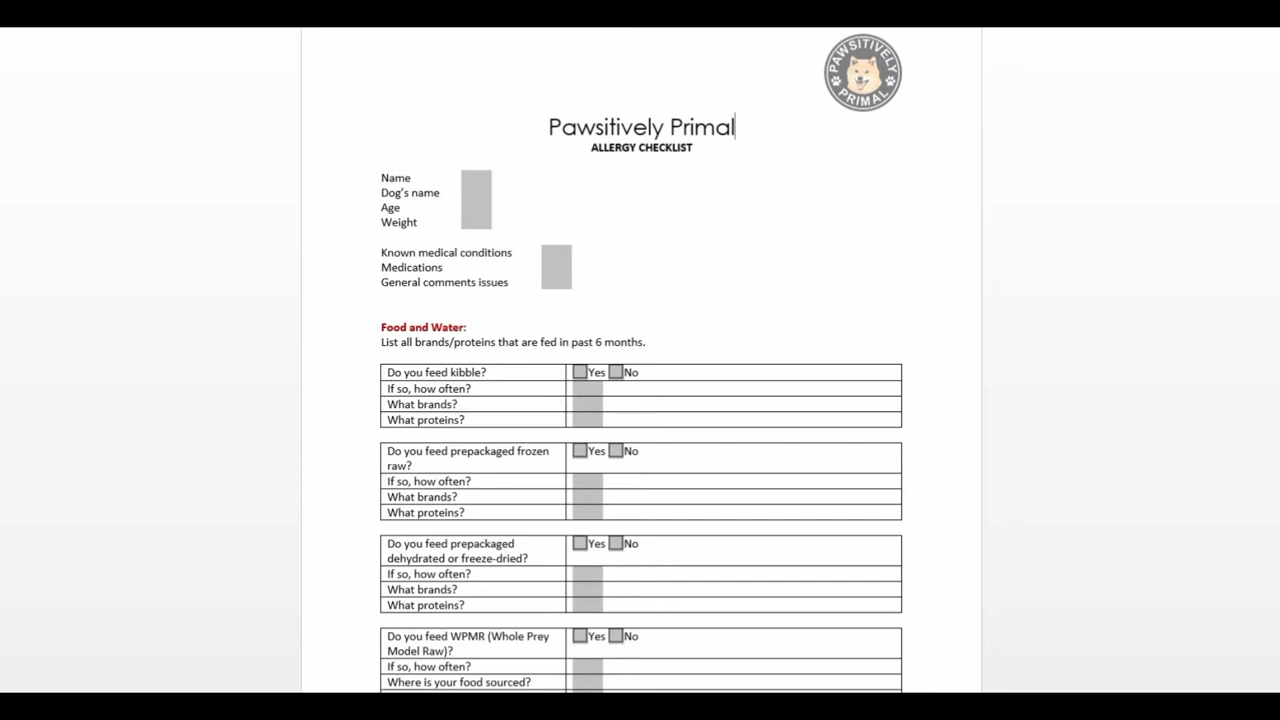 PAWSITIVELY
PRIMAL
Pawsitively Primal
ALLERGY CHECKLIST
Name
Dog's name
Age
Weight
Known medical conditions
Medications
General comments issues
Food and Water:
List all brands/proteins that are fed in past 6 months.
Do you feed kibble? Yes No
If so, how often?
What brands?
What proteins?
Do you feed prepackaged frozen Yes No
raw?
If so, how often?
What brands?
What proteins?
Do you feed prepackaged Yes No
dehydrated or freeze-dried?
If so, how often?
What brands?
What proteins?
Do you feed WPMR (Whole Prey Yes No
Model Raw)?
If so, how often?
Where is your food sourced?